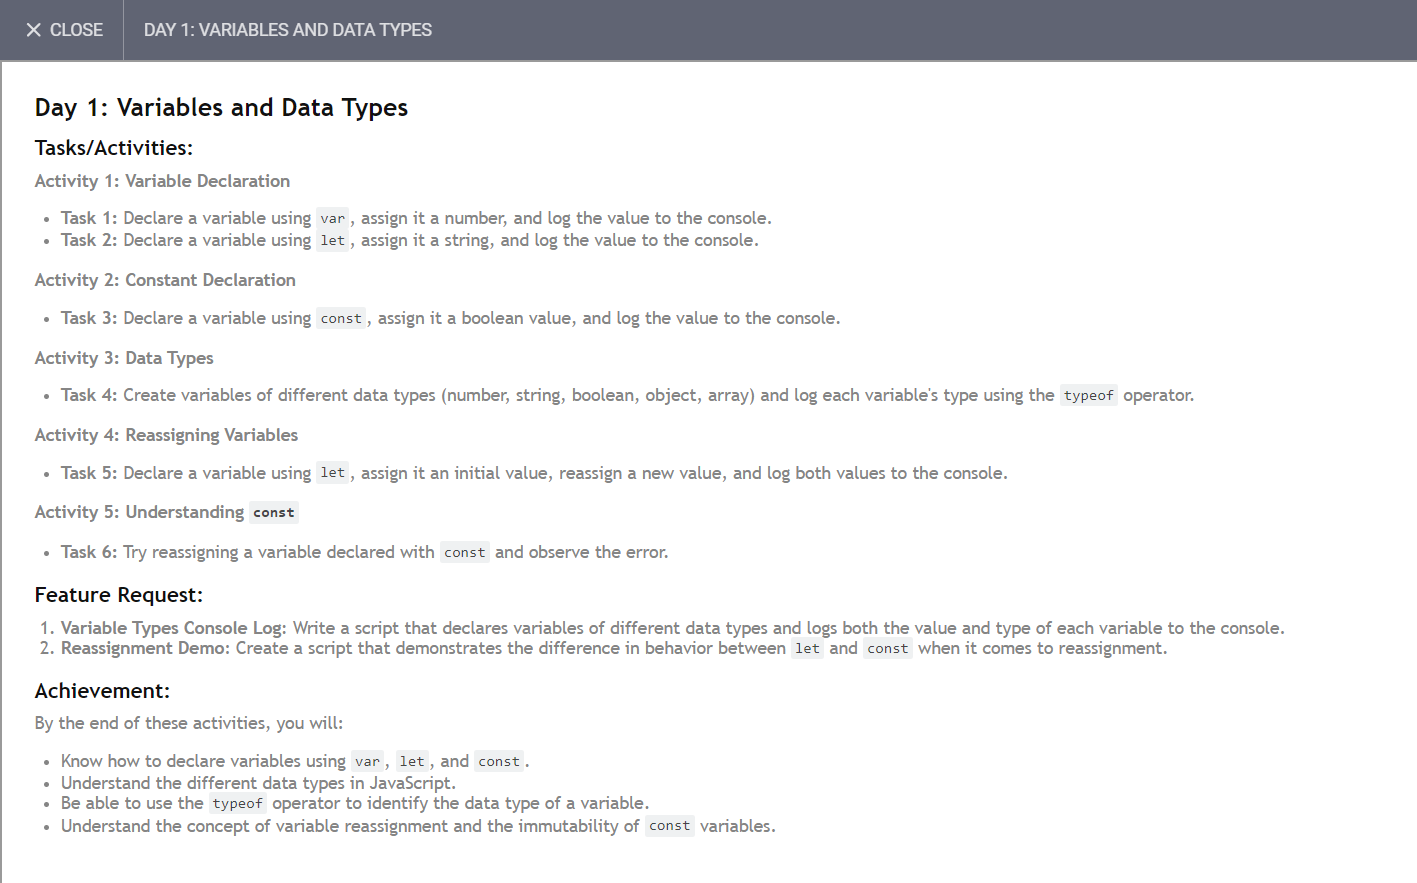 CLOSE DAY 1: VARIABLES AND DATA TYPES
Day 1: Variables and Data Types
Tasks/Activities:
Activity 1: Variable Declaration
Task 1: Declare a variable using var, assign it a number, and log the value to the console.
Task 2: Declare a variable using let, assign it a string, and log the value to the console.
Activity 2: Constant Declaration
Task 3: Declare a variable using const, assign it a boolean value, and log the value to the console.
Activity 3: Data Types
Task 4: Create variables of different data types (number, string, boolean, object, array) and log each variable's type using the typeof operator.
Activity 4: Reassigning Variables
Task 5: Declare a variable using let, assign it an initial value, reassign a new value, and log both values to the console.
Activity 5: Understanding const
Task 6: Try reassigning a variable declared with const and observe the error.
Feature Request:
1. Variable Types Console Log: Write a script that declares variables of different data types and logs both the value and type of each variable to the console.
2. Reassignment Demo: Create a script that demonstrates the difference in behavior between let and const when it comes to reassignment.
Achievement:
By the end of these activities, you will:
Know how to declare variables using var, let, and const.
Understand the different data types in JavaScript.
Be able to use the typeof operator to identify the data type of a variable.
Understand the concept of variable reassignment and the immutability of const variables.